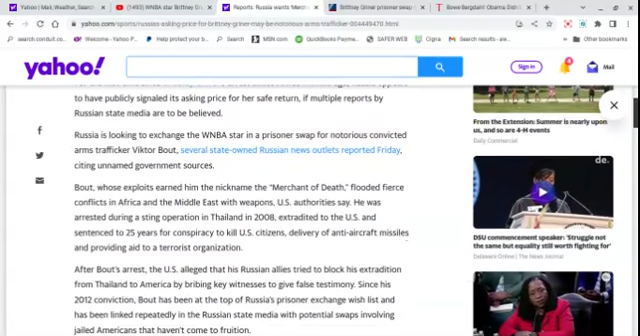 Yahoo | Mail, Weather, Search
(1493) WNBA star Brittney Gri
Reports: Russia wants Merch
Brittney Griner prisoner swap
Bowe Bergdahl? Obama Didn
yahoo.com/sports/russias-asking-price-for-brittney-griner-may-be-notorious-arms-trafficker-004449470.html
search.conduit.co...
Welcome - Yahoo P...
Search
MSN.com
QuickBooks Payme...
SAFER WEB
Cigna
Search results - aw...
Other bookmarks
yahoo!
Sign in
4
Mail
to have publicly signaled its asking price for her safe return, if multiple reports by
Russian state media are to be believed.
Russia is looking to exchange the WNBA star in a prisoner swap for notorious convicted
arms trafficker Viktor Bout, several state-owned Russian news outlets reported Friday,
citing unnamed government sources.
Bout, whose exploits earned him the nickname the “Merchant of Death,” flooded fierce
conflicts in Africa and the Middle East with weapons, U.S. authorities say. He was
arrested during a sting operation in Thailand in 2008, extradited to the U.S. and
sentenced to 25 years for conspiracy to kill U.S. citizens, delivery of anti-aircraft missiles
and providing aid to a terrorist organization.
After Bout’s arrest, the U.S. alleged that his Russian allies tried to block his extradition
from Thailand to America by bribing key witnesses to give false testimony. Since his
2012 conviction, Bout has been at the top of Russia’s prisoner exchange wish list and
has been linked repeatedly in the Russian state media with potential swaps involving
jailed Americans that haven’t come to fruition.
From the Extension: Summer is nearly upon
us, and so are 4-H events
Daily Commercial
de.
DSU commencement speaker: 'Struggle not
the same but equality still worth fighting for'
Delaware Online | The News Journal